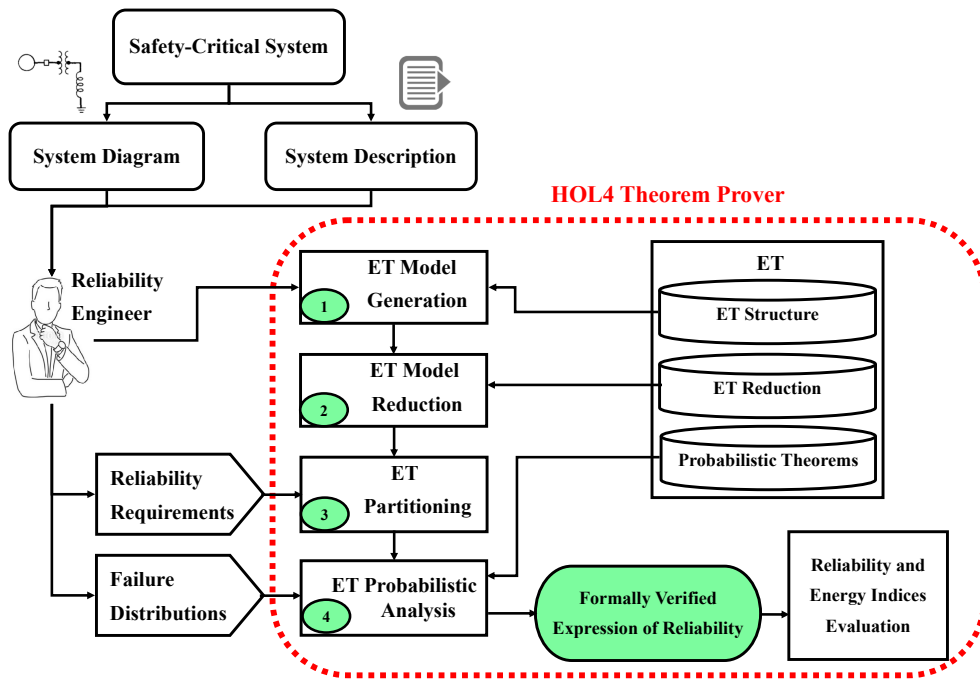 Safety-Critical System
System Diagram
System Description
HOL4 Theorem Prover
Reliability
Engineer
ET Model
Generation
1
ET
ET Structure
ET Model
Reduction
2
ET Reduction
Probabilistic Theorems
Reliability
Requirements
ET
Partitioning
3
Failure
Distributions
ET Probabilistic
Analysis
4
Formally Verified
Expression of Reliability
Reliability and
Energy Indices
Evaluation